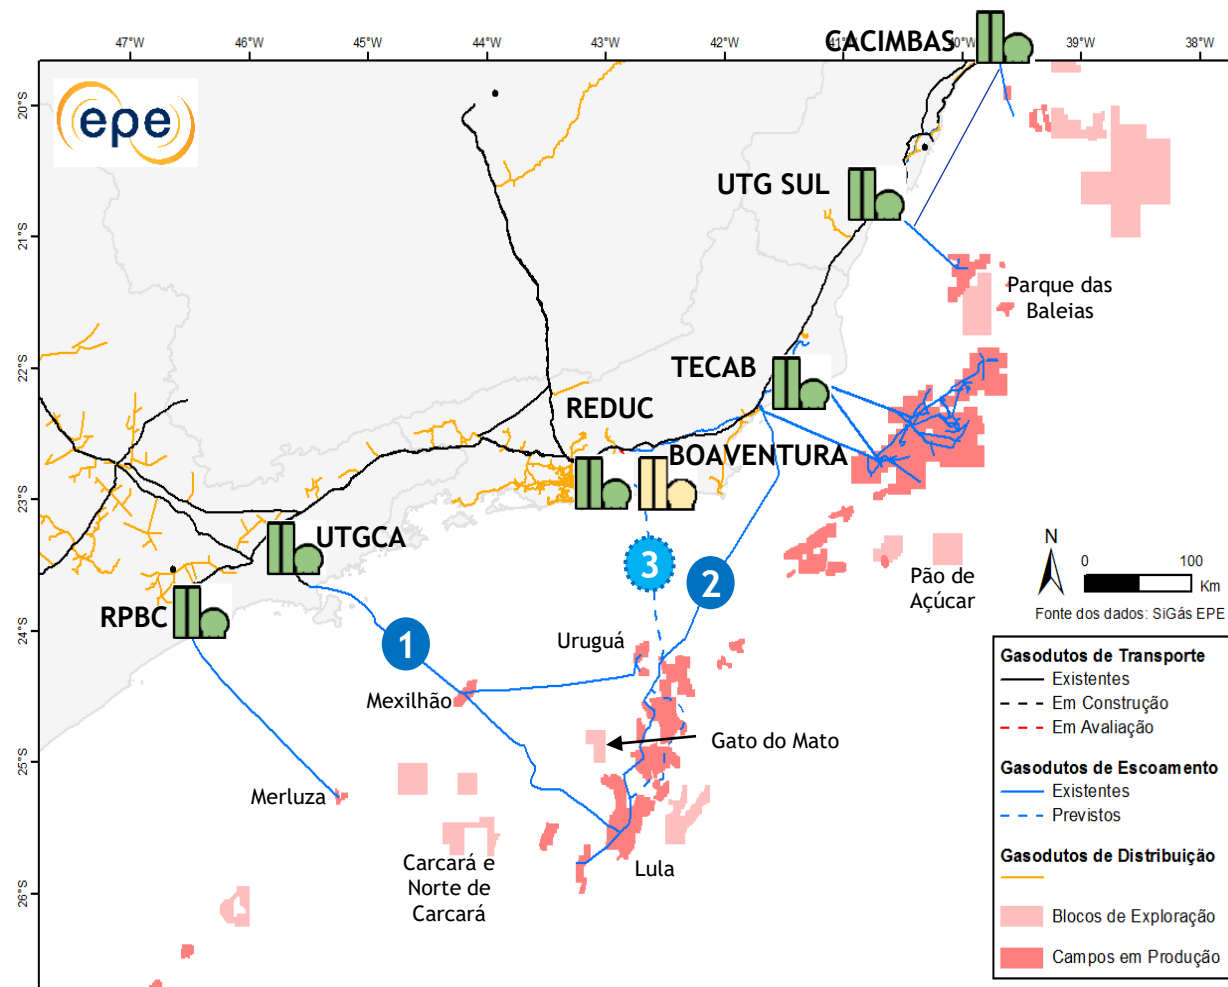 CACIMBAS
47°W
46°W
45°W
44°W
43°W
42°W
41°W
40°W
39°W
38°W
epe
20°S
21°S
22°S
23°S
24°S
25°S
26°S
UTG SUL
Parque das
Baleias
TECAB
REDUC
BOAVENTURA
UTGCA
RPBC
3
2
1
Pão de
Açúcar
N
0
100
Km
Fonte dos dados: SiGás EPE
Uruguá
Mexilhão
Gato do Mato
Merluza
Carcará e
Norte de
Carcará
Lula
Gasodutos de Transporte
Existentes
Em Construção
Em Avaliação
Gasodutos de Escoamento
Existentes
Previstos
Gasodutos de Distribuição
Blocos de Exploração
Campos em Produção